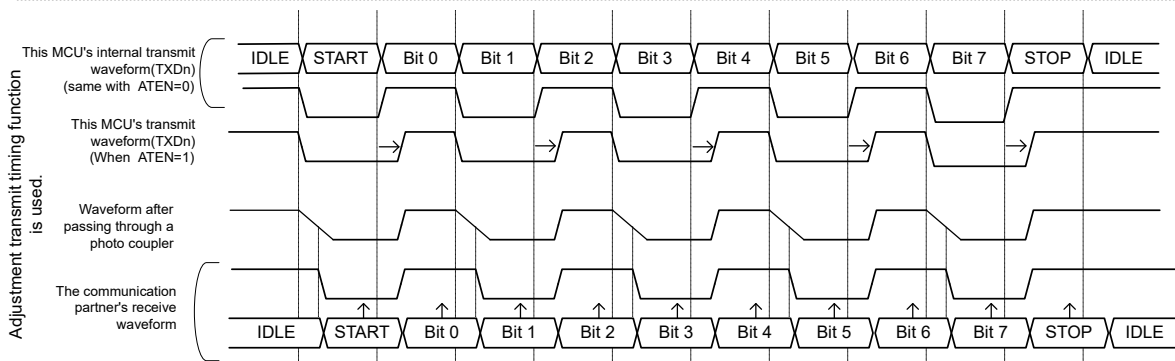 Adjustment transmit timing function
is used.
This MCU's internal transmit
waveform(TXDn)
(same with ATEN=0)
IDLE START Bit 0 Bit 1 Bit 2 Bit 3 Bit 4 Bit 5 Bit 6 Bit 7 STOP IDLE
This MCU's transmit
waveform(TXDn)
(When ATEN=1)
Waveform after
passing through a
photo coupler
The communication
partner's receive
waveform
IDLE START Bit 0 Bit 1 Bit 2 Bit 3 Bit 4 Bit 5 Bit 6 Bit 7 STOP IDLE